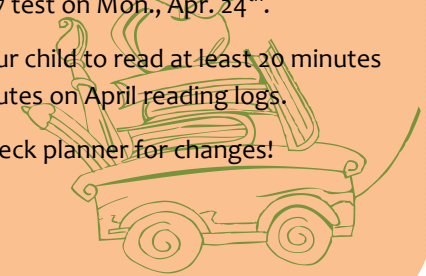 7 test on Mon., Apr. 24th.
ur child to read at least 20 minutes
utes on April reading logs.
eck planner for changes!